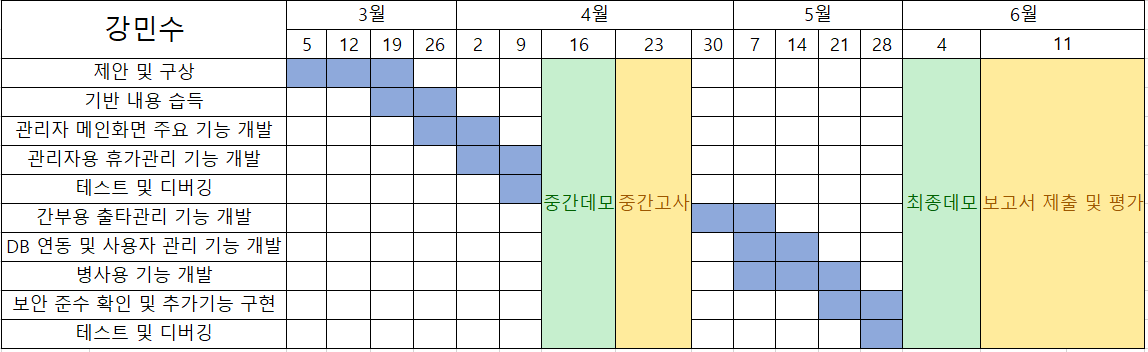 강민수 3월 4월 5월 6월
5 12 19 26 2 9 16 23 30 7 14 21 28 4 11
제안 및 구상
기반 내용 습득
관리자 메인화면 주요 기능 개발
관리자용 휴가관리 기능 개발
테스트 및 디버깅
중간데모 중간고사 최종데모 보고서 제출 및 평가
간부용 출타관리 기능 개발
DB 연동 및 사용자 관리 기능 개발
병사용 기능 개발
보안 준수 확인 및 추가기능 구현
테스트 및 디버깅